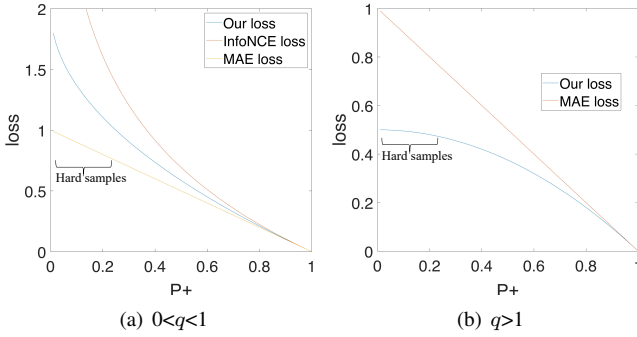 2
1.5
1
0.5
0
0 0.2 0.4 0.6 0.8 1
loss
P+
Our loss
InfoNCE loss
MAE loss
Hard samples
(a) 0<q<1
1
0.8
0.6
0.4
0.2
0
0 0.2 0.4 0.6 0.8 1
loss
P+
Our loss
MAE loss
Hard samples
(b) q>1